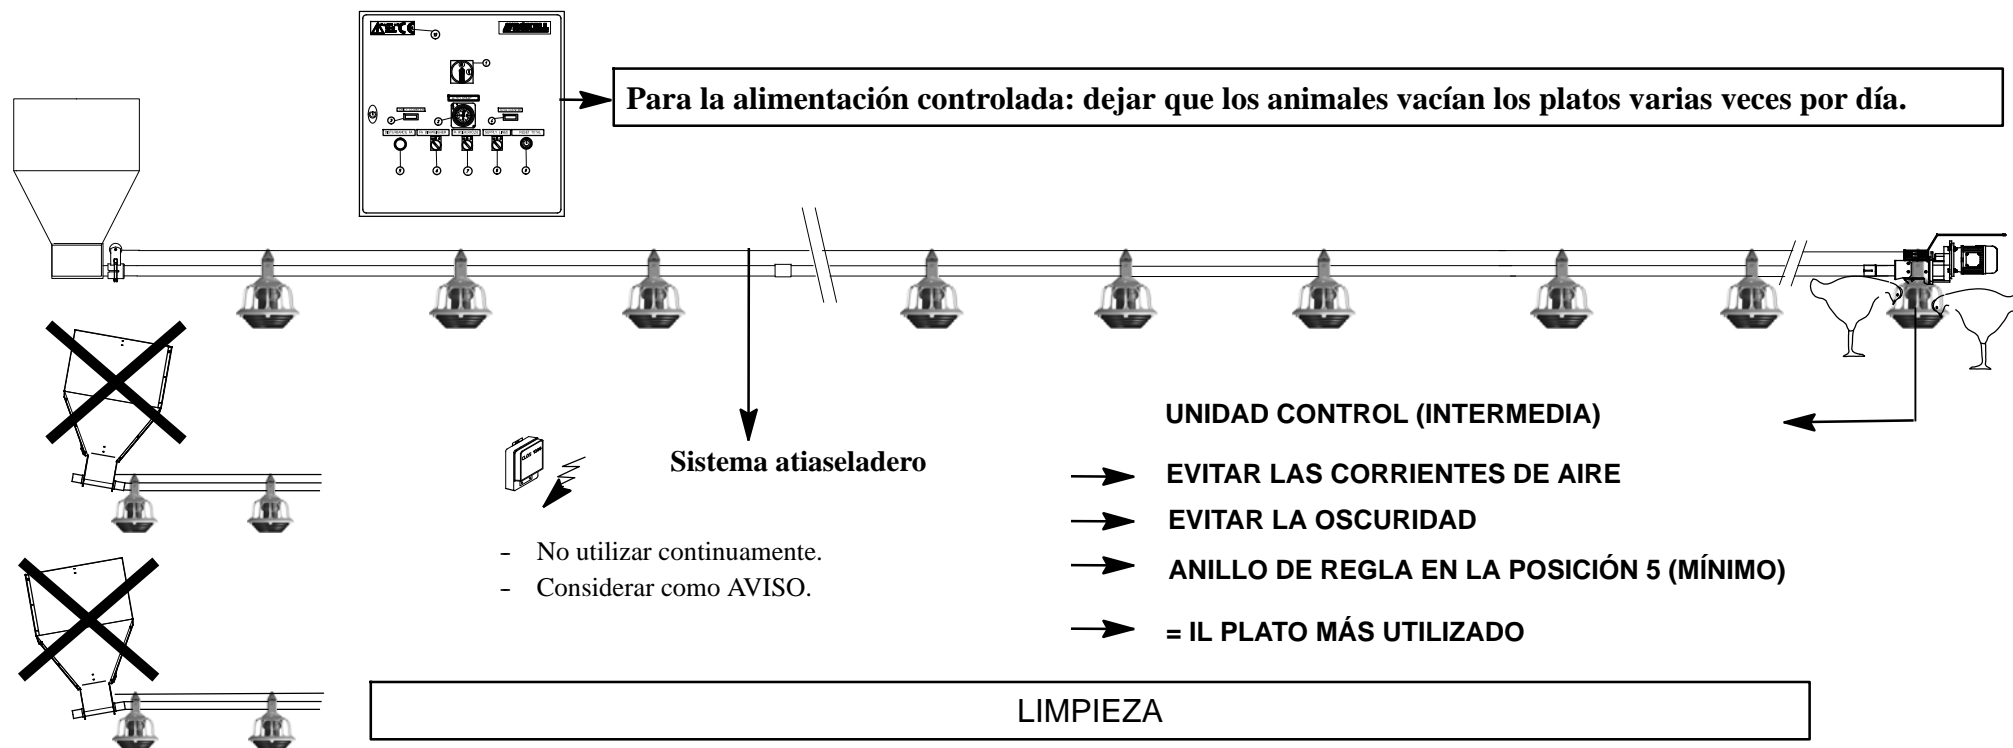 Para la alimentación controlada: dejar que los animales vacían los platos varias veces por día.
UNIDAD CONTROL (INTERMEDIA)
Sistema atiaseladero
EVITAR LAS CORRIENTES DE AIRE
EVITAR LA OSCURIDAD
- No utilizar continuamente.
- Considerar como AVISO.
ANILLO DE REGLA EN LA POSICIÓN 5 (MÍNIMO)
= IL PLATO MÁS UTILIZADO
LIMPIEZA